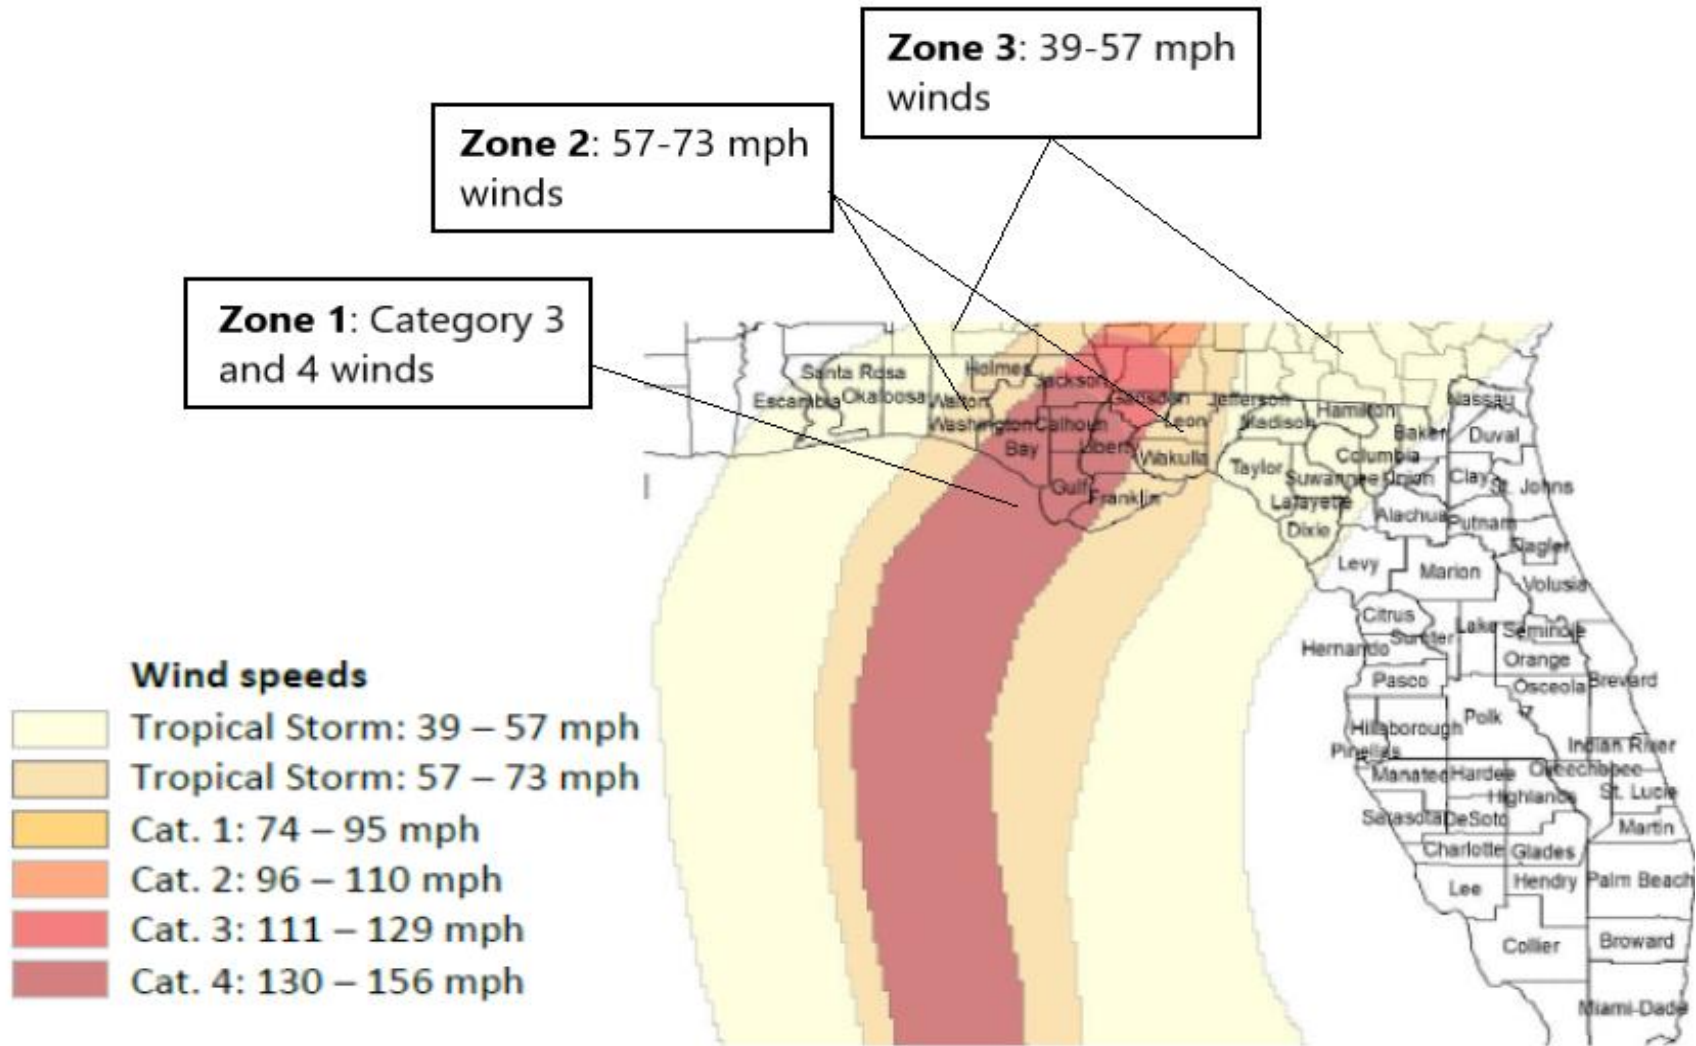 Zone 3: 39-57 mph
winds
Zone 2: 57-73 mph
winds
Zone 1: Category 3
and 4 winds
Wind speeds
Tropical Storm: 39 – 57 mph
Tropical Storm: 57 – 73 mph
Cat. 1: 74 – 95 mph
Cat. 2: 96 – 110 mph
Cat. 3: 111 – 129 mph
Cat. 4: 130 – 156 mph
Escambia
Santa Rosa
Okaloosa
Walton
Holmes
Washington
Jackson
Bay
Calhoun
Gulf
Liberty
Gadsden
Franklin
Leon
Wakulla
Jefferson
Madison
Taylor
Hamilton
Suwannee
Lafayette
Dixie
Columbia
Baker
Union
Nassau
Duval
Clay
St. Johns
Alachua
Putnam
Flagler
Levy
Marion
Volusia
Citrus
Sumter
Lake
Seminole
Hernando
Orange
Pasco
Osceola
Brevard
Hillsborough
Polk
Pinellas
Indian River
Manatee
Hardee
Okeechobee
Highlands
St. Lucie
Sarasota
DeSoto
Martin
Charlotte
Glades
Lee
Hendry
Palm Beach
Collier
Broward
Miami-Dade